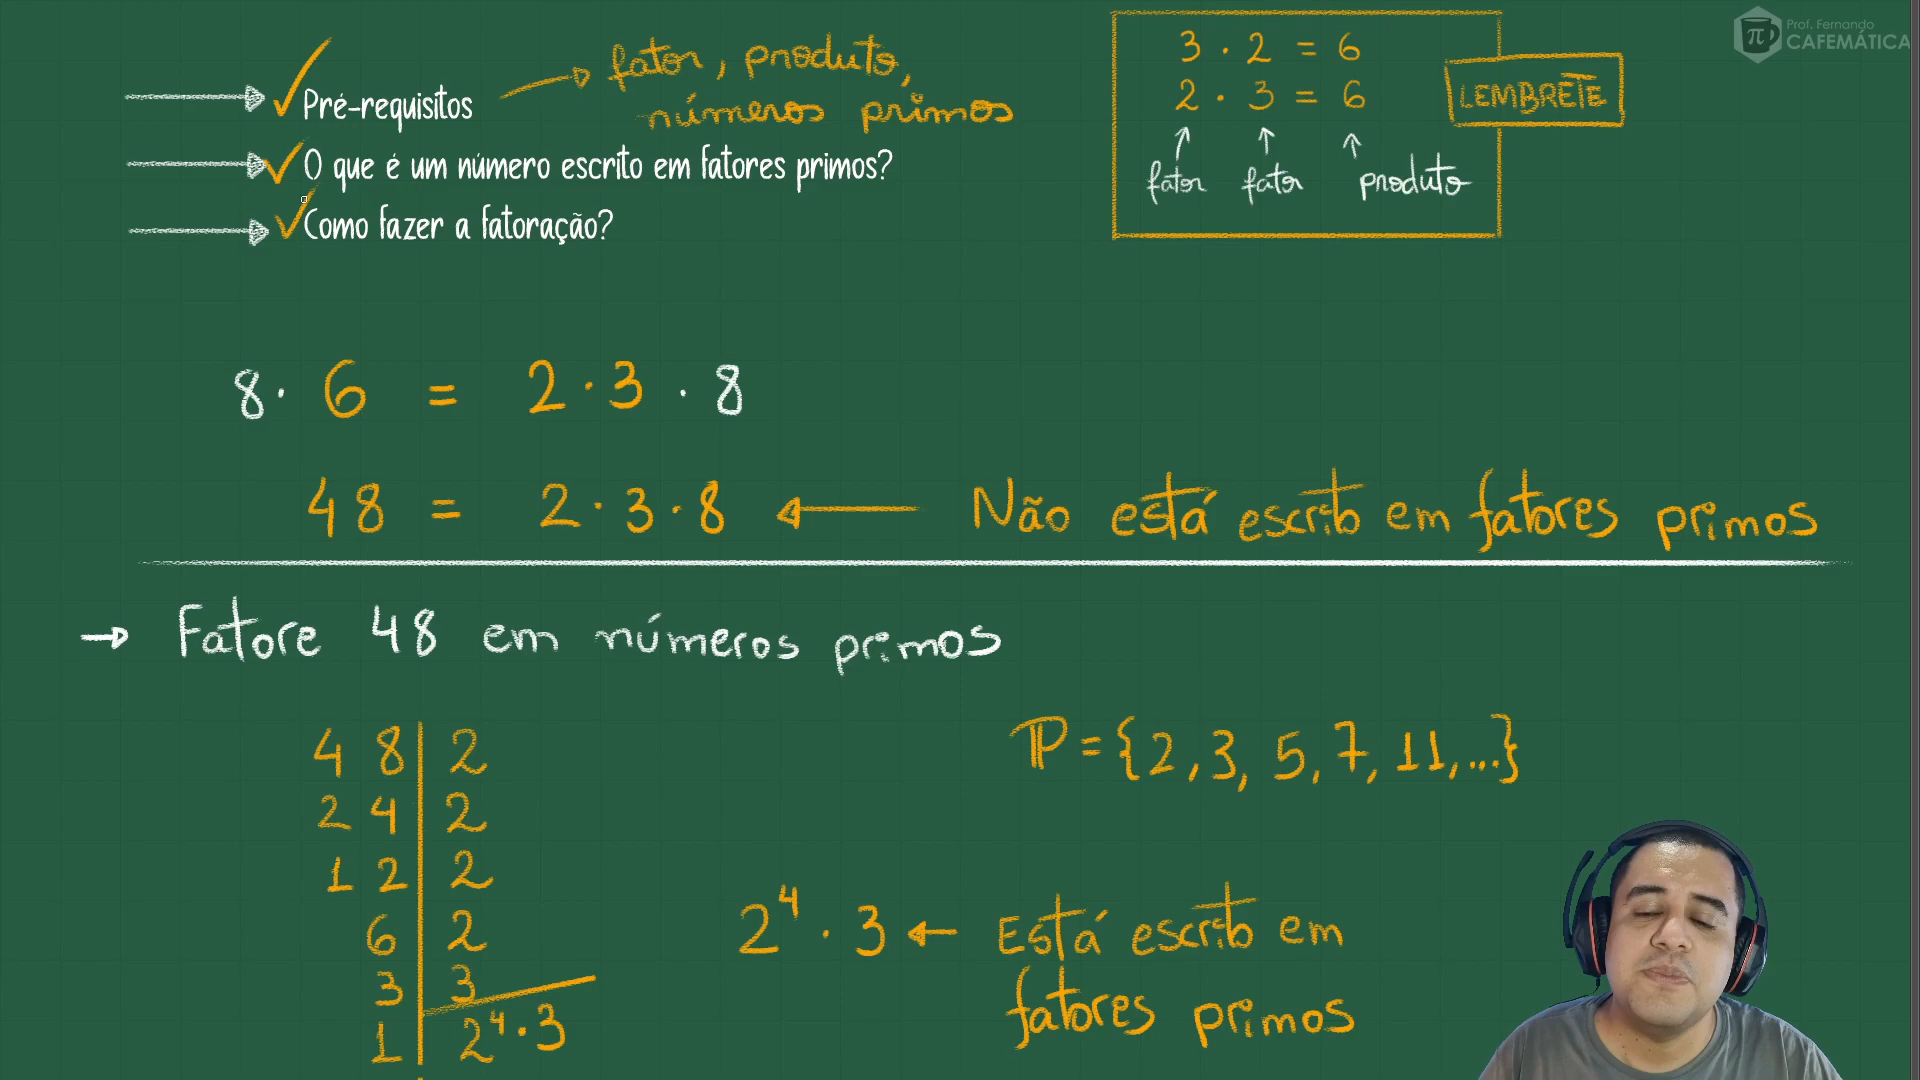 Prof. Fernando
CAFEMÁTICA
Pré-requisitos
fator, produto,
números primos
O que é um número escrito em fatores primos?
Como fazer a fatoração?
3 · 2 = 6
2 · 3 = 6
fator fator produto
LEMBRETE
8 · 6 = 2 · 3 · 8
48 = 2 · 3 · 8 ← Não está escrito em fatores primos
→ Fatore 48 em números primos
48 | 2
24 | 2
12 | 2
6 | 2
3 | 3
1 | 2⁴ · 3
ℙ = {2, 3, 5, 7, 11, ...}
2⁴ · 3 ← Está escrito em
fatores primos